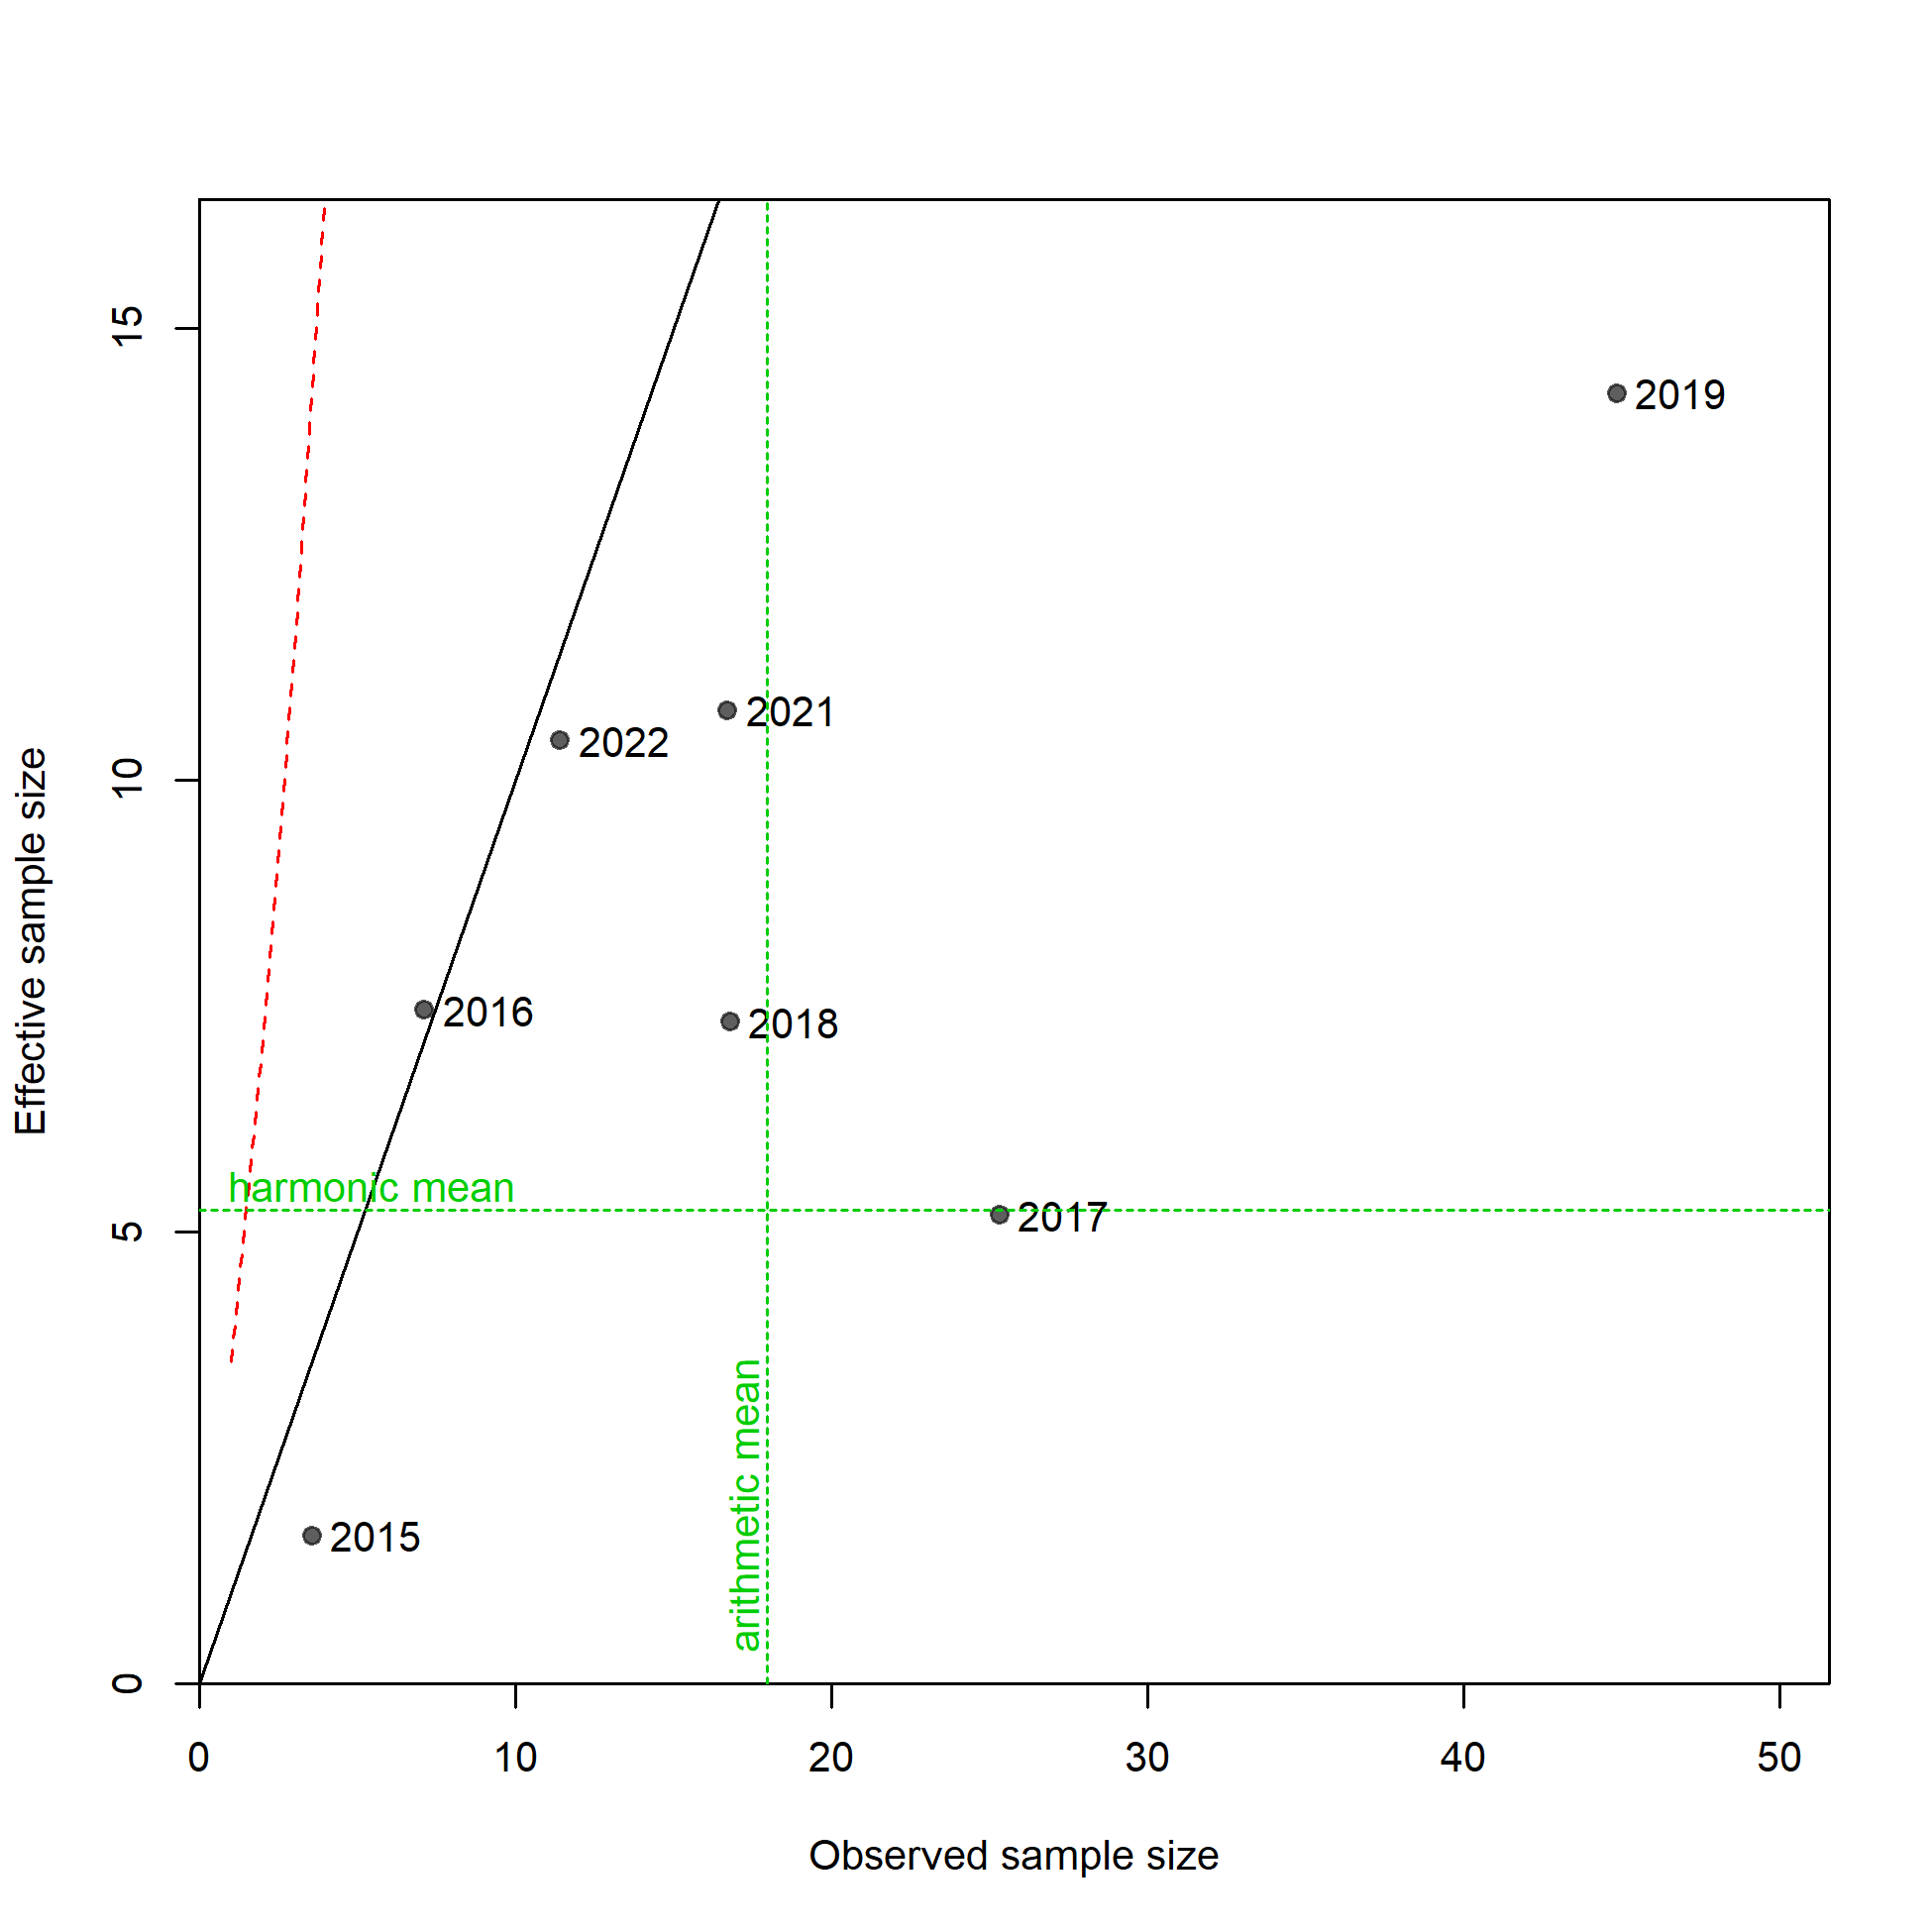 15
2019
2021
2022
10
Effective sample size
2016
2018
harmonic mean
2017
5
arithmetic mean
2015
0
0 10 20 30 40 50
Observed sample size